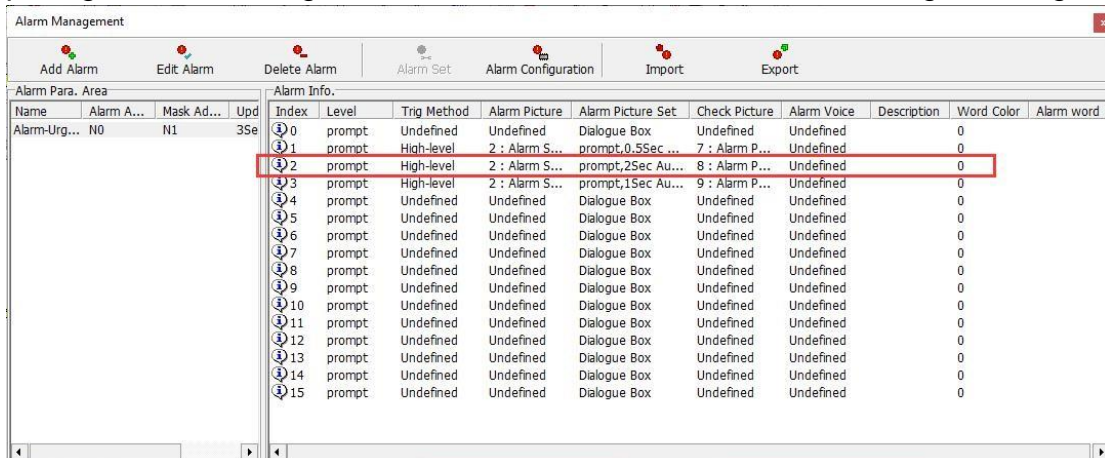 Alarm Management
Add Alarm Edit Alarm Delete Alarm Alarm Set Alarm Configuration Import Export
Alarm Para. Area Alarm Info.
Name Alarm A... Mask Ad... Upd Index Level Trig Method Alarm Picture Alarm Picture Set Check Picture Alarm Voice Description Word Color Alarm word
Alarm-Urg... N0 N1 3Se 0 prompt Undefined Undefined Dialogue Box Undefined Undefined 0
1 prompt High-level 2 : Alarm S... prompt,0.5Sec ... 7 : Alarm P... Undefined 0
2 prompt High-level 2 : Alarm S... prompt,2Sec Au... 8 : Alarm P... Undefined 0
3 prompt High-level 2 : Alarm S... prompt,1Sec Au... 9 : Alarm P... Undefined 0
4 prompt Undefined Undefined Dialogue Box Undefined Undefined 0
5 prompt Undefined Undefined Dialogue Box Undefined Undefined 0
6 prompt Undefined Undefined Dialogue Box Undefined Undefined 0
7 prompt Undefined Undefined Dialogue Box Undefined Undefined 0
8 prompt Undefined Undefined Dialogue Box Undefined Undefined 0
9 prompt Undefined Undefined Dialogue Box Undefined Undefined 0
10 prompt Undefined Undefined Dialogue Box Undefined Undefined 0
11 prompt Undefined Undefined Dialogue Box Undefined Undefined 0
12 prompt Undefined Undefined Dialogue Box Undefined Undefined 0
13 prompt Undefined Undefined Dialogue Box Undefined Undefined 0
14 prompt Undefined Undefined Dialogue Box Undefined Undefined 0
15 prompt Undefined Undefined Dialogue Box Undefined Undefined 0